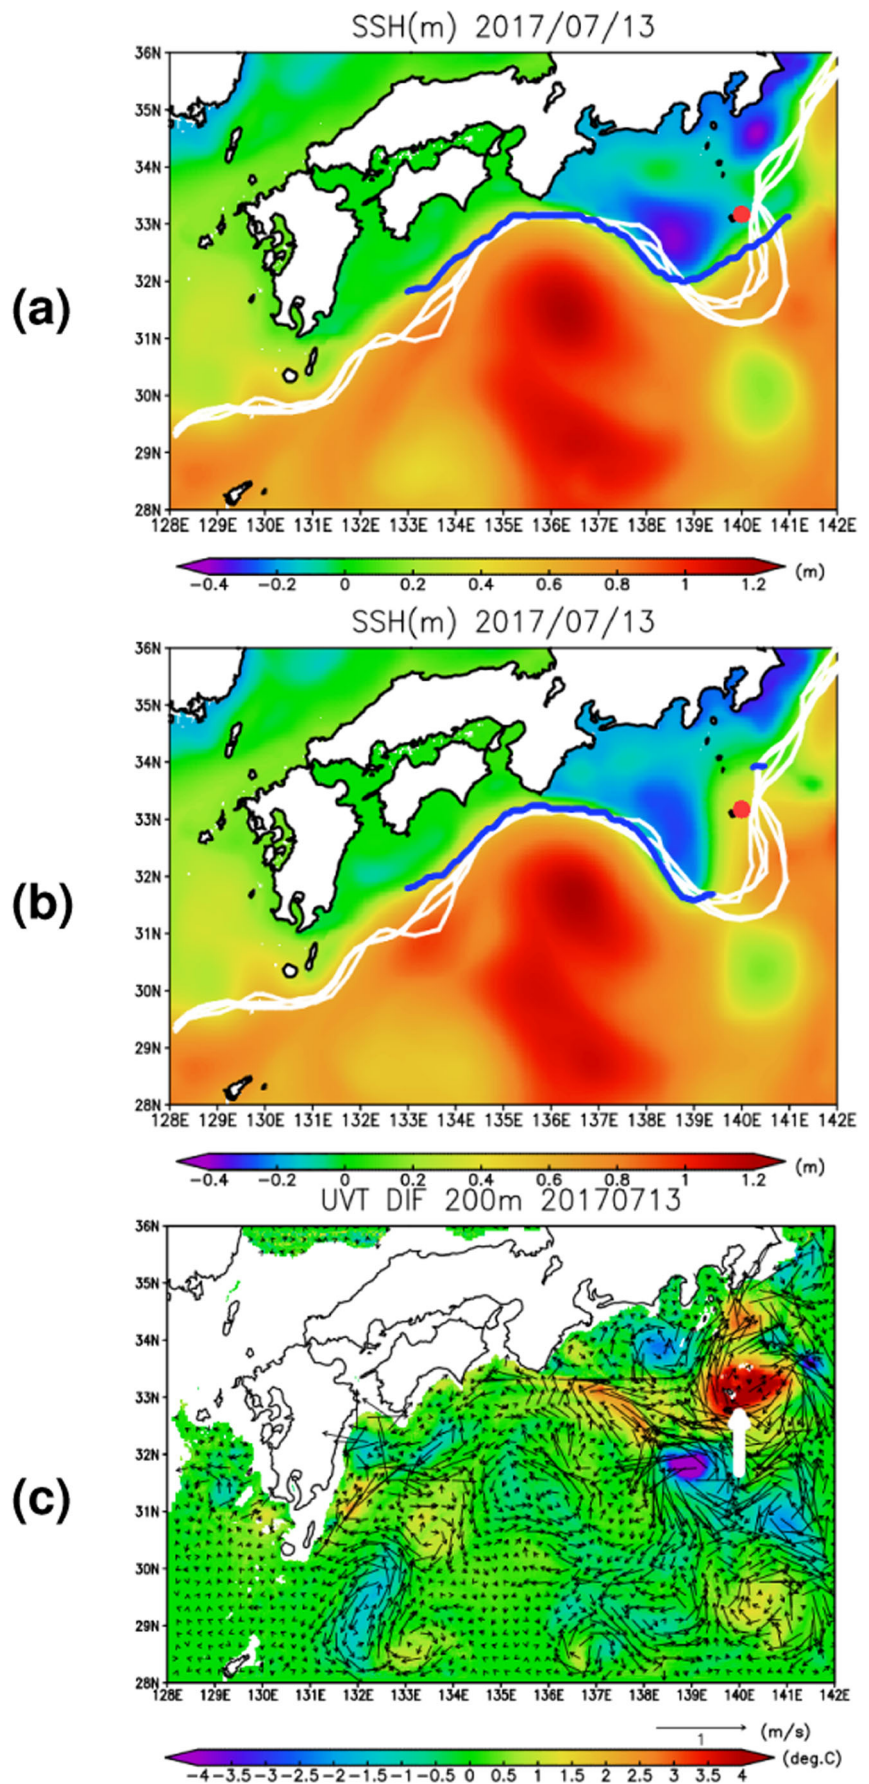 SSH(m) 2017/07/13
36N
35N
34N
33N
(a)
32N
31N
30N
29N
28N
128E 129E 130E 131E 132E 133E 134E 135E 136E 137E 138E 139E 140E 141E 142E
−0.4 −0.2 0 0.2 0.4 0.6 0.8 1 1.2 (m)
SSH(m) 2017/07/13
36N
35N
34N
33N
(b)
32N
31N
30N
29N
28N
128E 129E 130E 131E 132E 133E 134E 135E 136E 137E 138E 139E 140E 141E 142E
−0.4 −0.2 0 0.2 0.4 0.6 0.8 1 1.2 (m)
UVT DIF 200m 20170713
36N
35N
34N
33N
32N
(c)
31N
30N
29N
28N
128E 129E 130E 131E 132E 133E 134E 135E 136E 137E 138E 139E 140E 141E 142E
1 (m/s)
(deg.C)
−4 −3.5 −3 −2.5 −2 −1.5 −1 −0.5 0 0.5 1 1.5 2 2.5 3 3.5 4